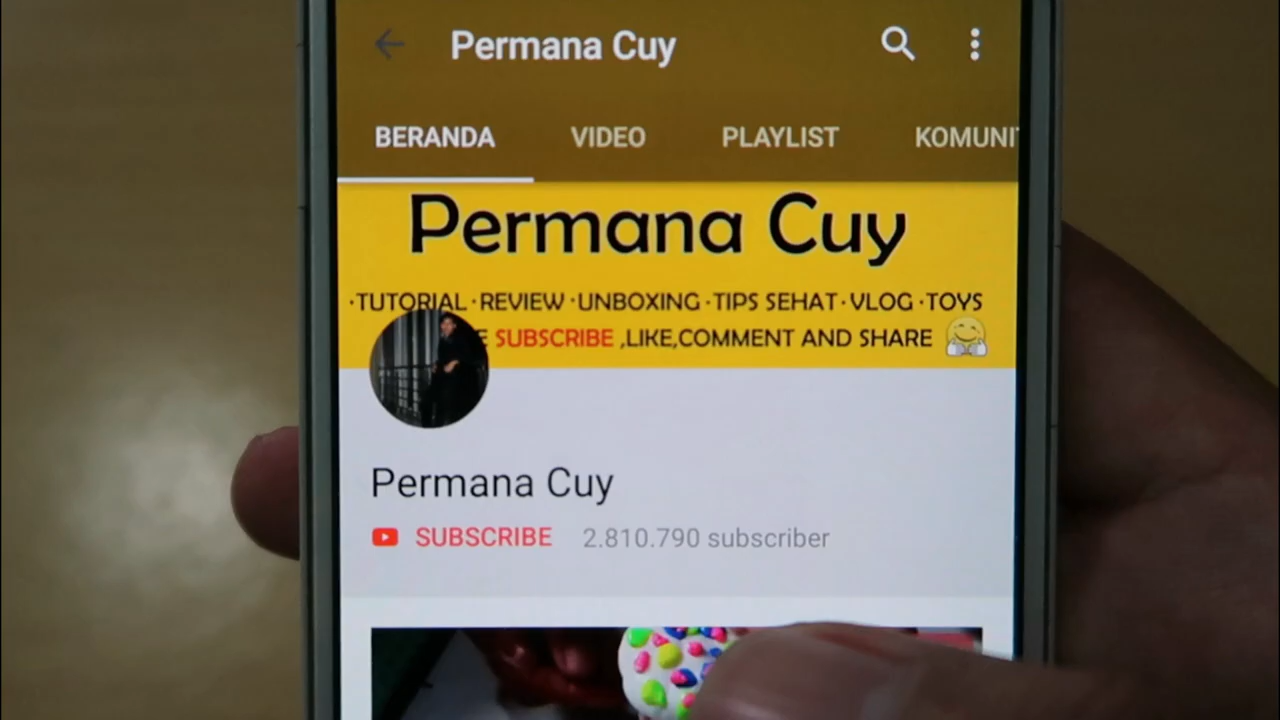 Permana Cuy
BERANDA VIDEO PLAYLIST KOMUNI
Permana Cuy
·TUTORIAL ·REVIEW ·UNBOXING ·TIPS SEHAT ·VLOG ·TOYS
SUBSCRIBE ,LIKE,COMMENT AND SHARE
Permana Cuy
SUBSCRIBE 2.810.790 subscriber